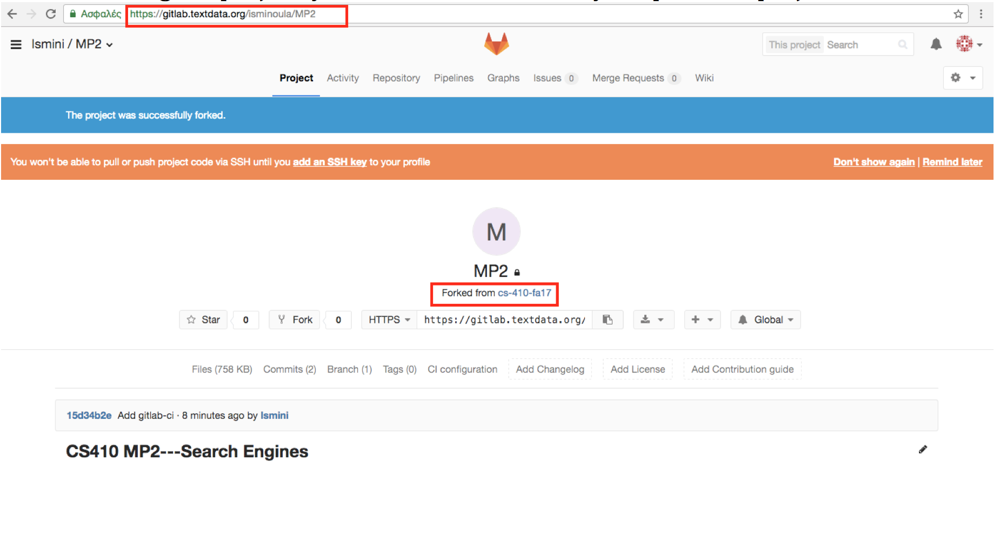 Ασφαλές https://gitlab.textdata.org/isminoula/MP2
Ismini / MP2
This project Search
Project Activity Repository Pipelines Graphs Issues 0 Merge Requests 0 Wiki
The project was successfully forked.
You won't be able to pull or push project code via SSH until you add an SSH key to your profile Don't show again | Remind later
M
MP2
Forked from cs-410-fa17
Star 0 Fork 0 HTTPS https://gitlab.textdata.org/ Global
Files (758 KB) Commits (2) Branch (1) Tags (0) CI configuration Add Changelog Add License Add Contribution guide
15d34b2e Add gitlab-ci · 8 minutes ago by Ismini
CS410 MP2---Search Engines